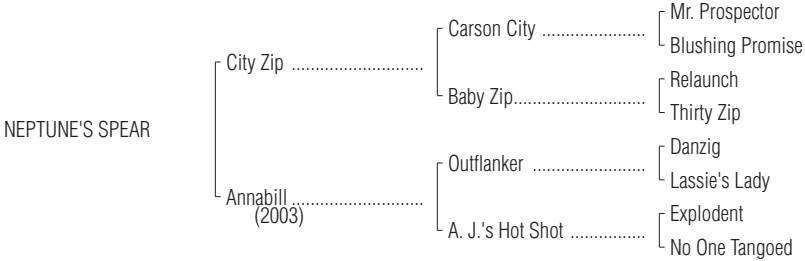 Mr. Prospector
Carson City ......................
Blushing Promise
City Zip ............................
Relaunch
Baby Zip............................
Thirty Zip
NEPTUNE'S SPEAR
Danzig
Outflanker ........................
Lassie's Lady
Annabill ............................
(2003)
Explodent
A. J.'s Hot Shot ................
No One Tangoed